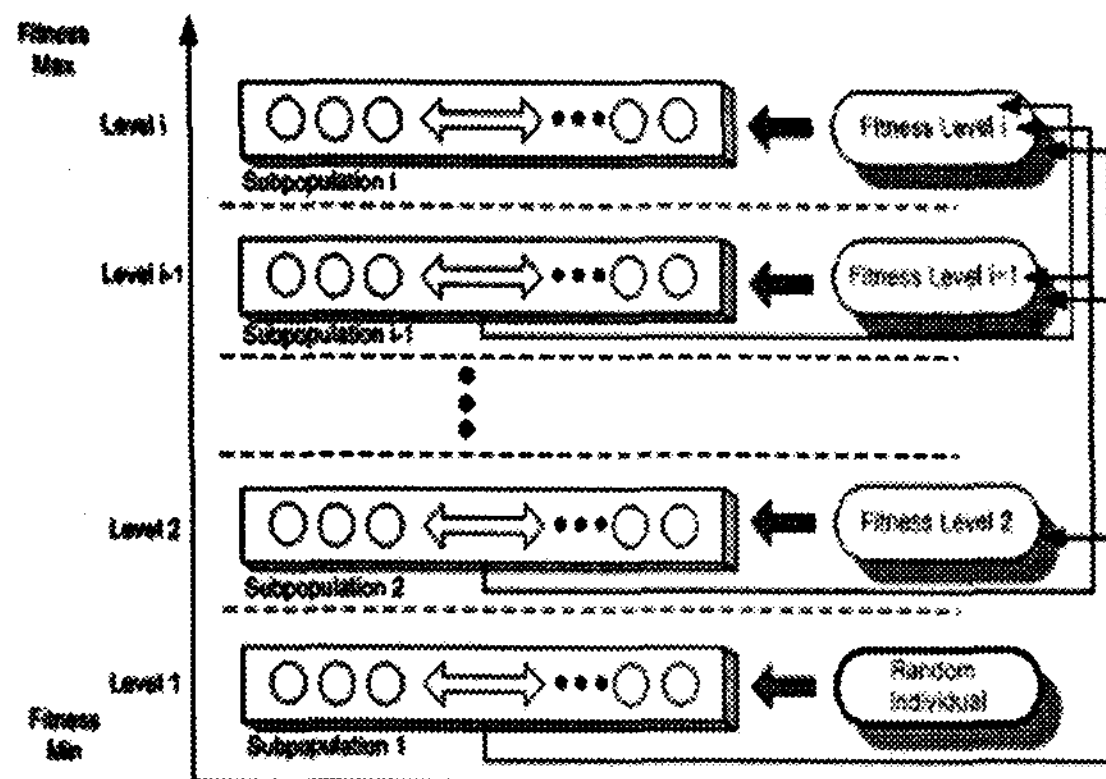 Fitness
Max
Level i
Fitness Level i
Subpopulation i
Level i-1
Fitness Level i-1
Subpopulation i-1
Level 2
Fitness Level 2
Subpopulation 2
Level 1
Random
Individual
Fitness
Min
Subpopulation 1